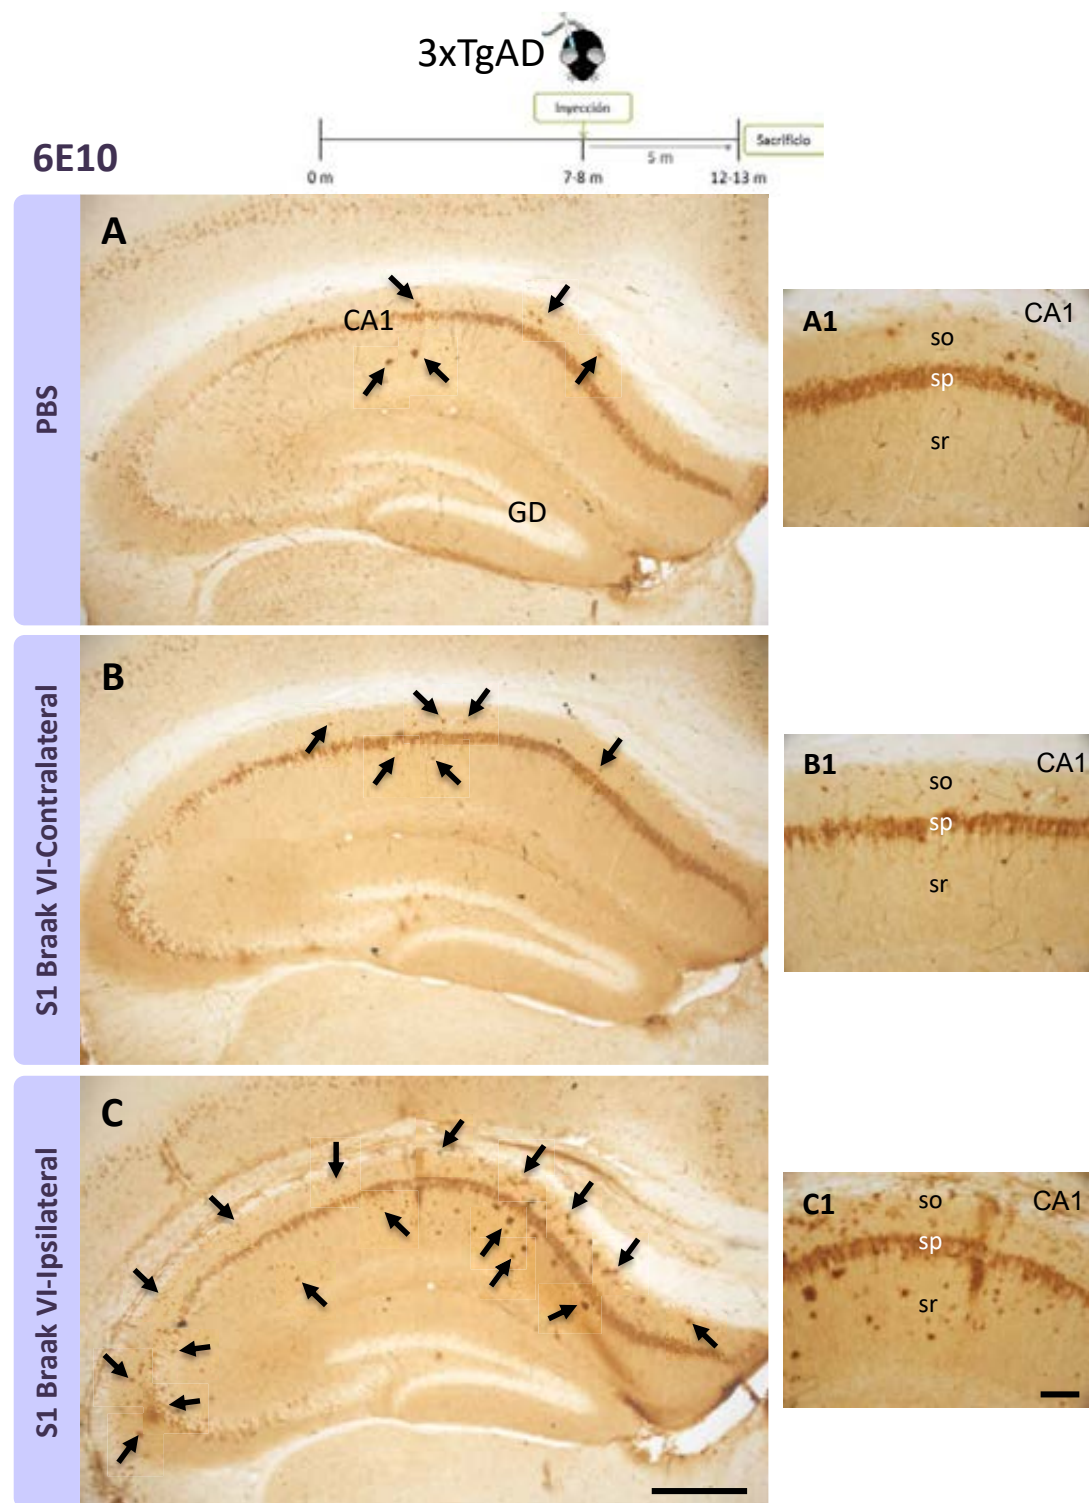 3xTgAD
Inyección
Sacrificio
5 m
0 m
7-8 m
12-13 m
6E10
PBS
A
CA1
GD
A1
CA1
so
sp
sr
S1 Braak VI-Contralateral
B
B1
CA1
so
sp
sr
S1 Braak VI-Ipsilateral
C
C1
CA1
so
sp
sr